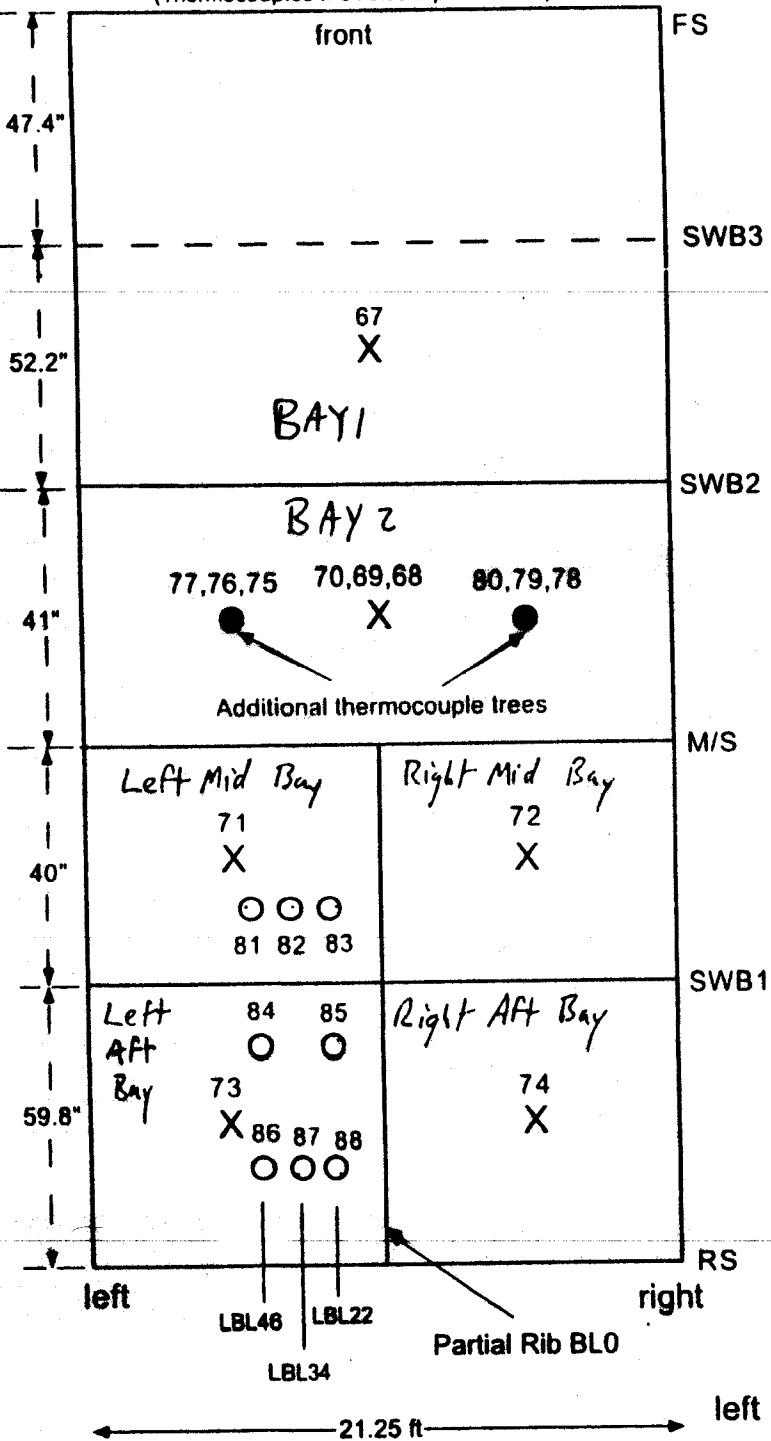 front
FS
47.4"
SWB3
67
X
52.2"
BAY 1
SWB2
BAY 2
77,76,75 70,69,68 80,79,78
X
41"
Additional thermocouple trees
M/S
Left Mid Bay Right Mid Bay
71 72
X X
40"
81 82 83
SWB1
Left Aft Bay
84 85
Right Aft Bay
73 74
X X
59.8"
86 87 88
RS
left right
LBL46 LBL22
LBL34
Partial Rib BL0
left
21.25 ft